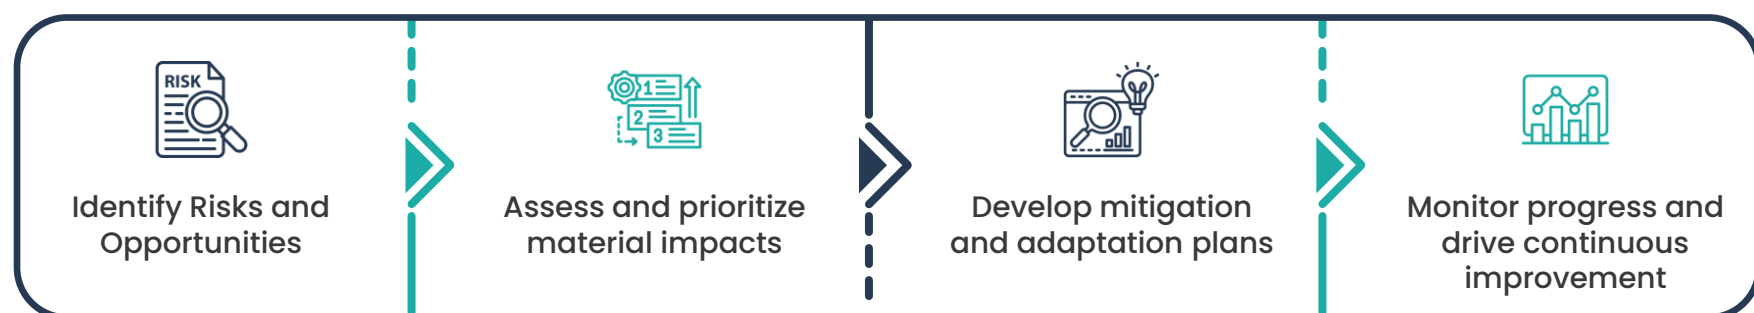 RISK
Identify Risks and
Opportunities
1
2
3
Assess and prioritize
material impacts
Develop mitigation
and adaptation plans
Monitor progress and
drive continuous
improvement